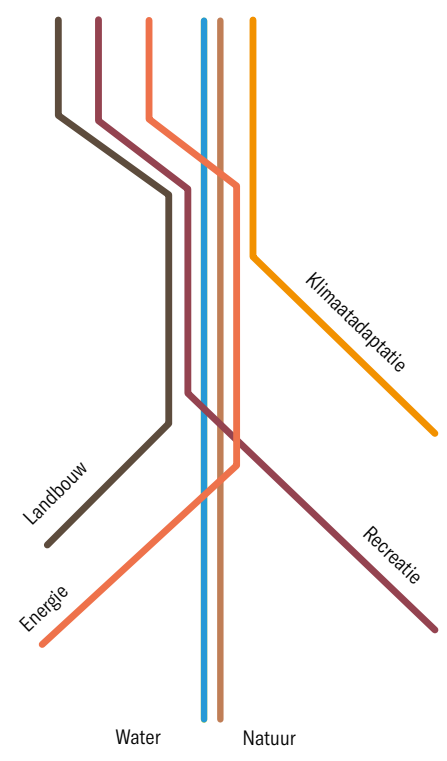 Klimaatadaptatie
Landbouw
Recreatie
Energie
Water
Natuur